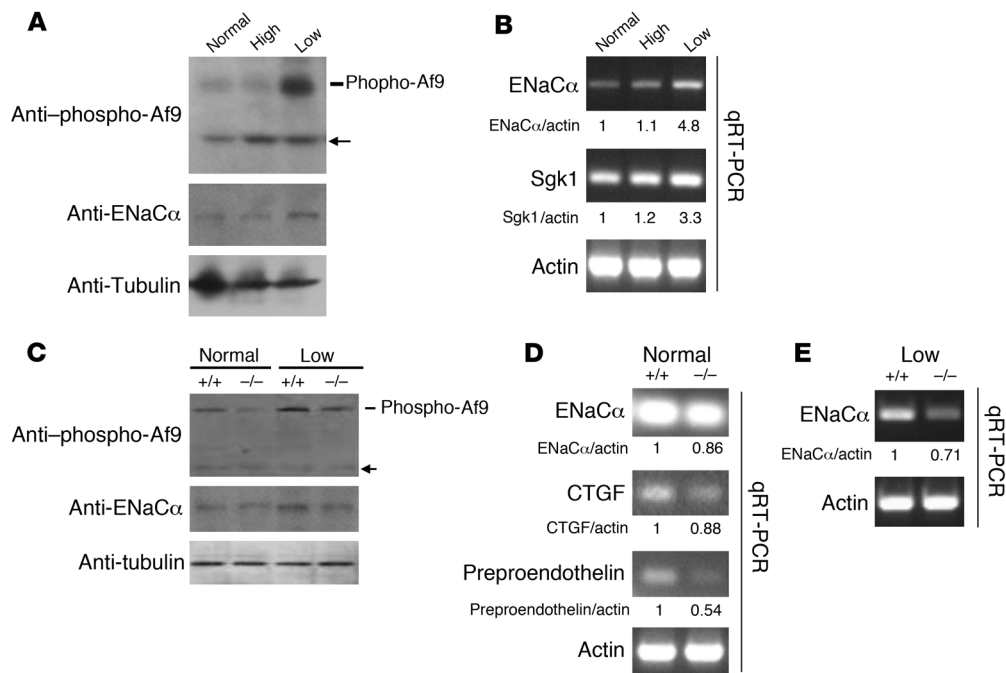 A
Normal High Low
Anti–phospho-Af9
Phopho-Af9
Anti-ENaCα
Anti-Tubulin
B
Normal High Low
ENaCα
ENaCα/actin 1 1.1 4.8
Sgk1
Sgk1/actin 1 1.2 3.3
Actin
qRT-PCR
C
Normal Low
+/+ –/– +/+ –/–
Anti–phospho-Af9
Phospho-Af9
Anti-ENaCα
Anti-tubulin
D
Normal
+/+ –/–
ENaCα
ENaCα/actin 1 0.86
CTGF
CTGF/actin 1 0.88
Preproendothelin
Preproendothelin/actin 1 0.54
Actin
qRT-PCR
E
Low
+/+ –/–
ENaCα
ENaCα/actin 1 0.71
Actin
qRT-PCR